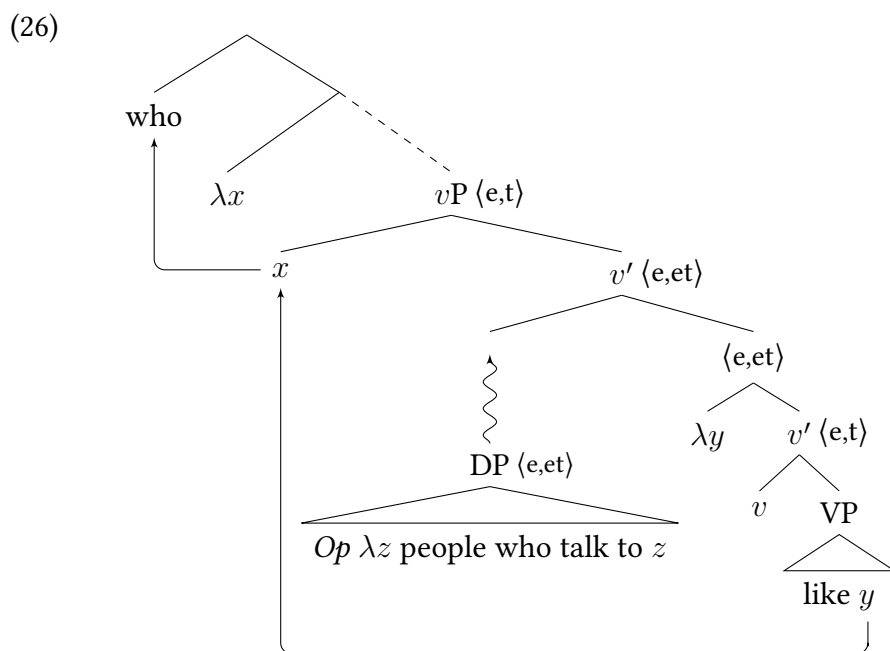 (26)
who
λx
vP ⟨e,t⟩
x
v′ ⟨e,et⟩
⟨e,et⟩
λy
v′ ⟨e,t⟩
DP ⟨e,et⟩
v
VP
Op λz people who talk to z
like y